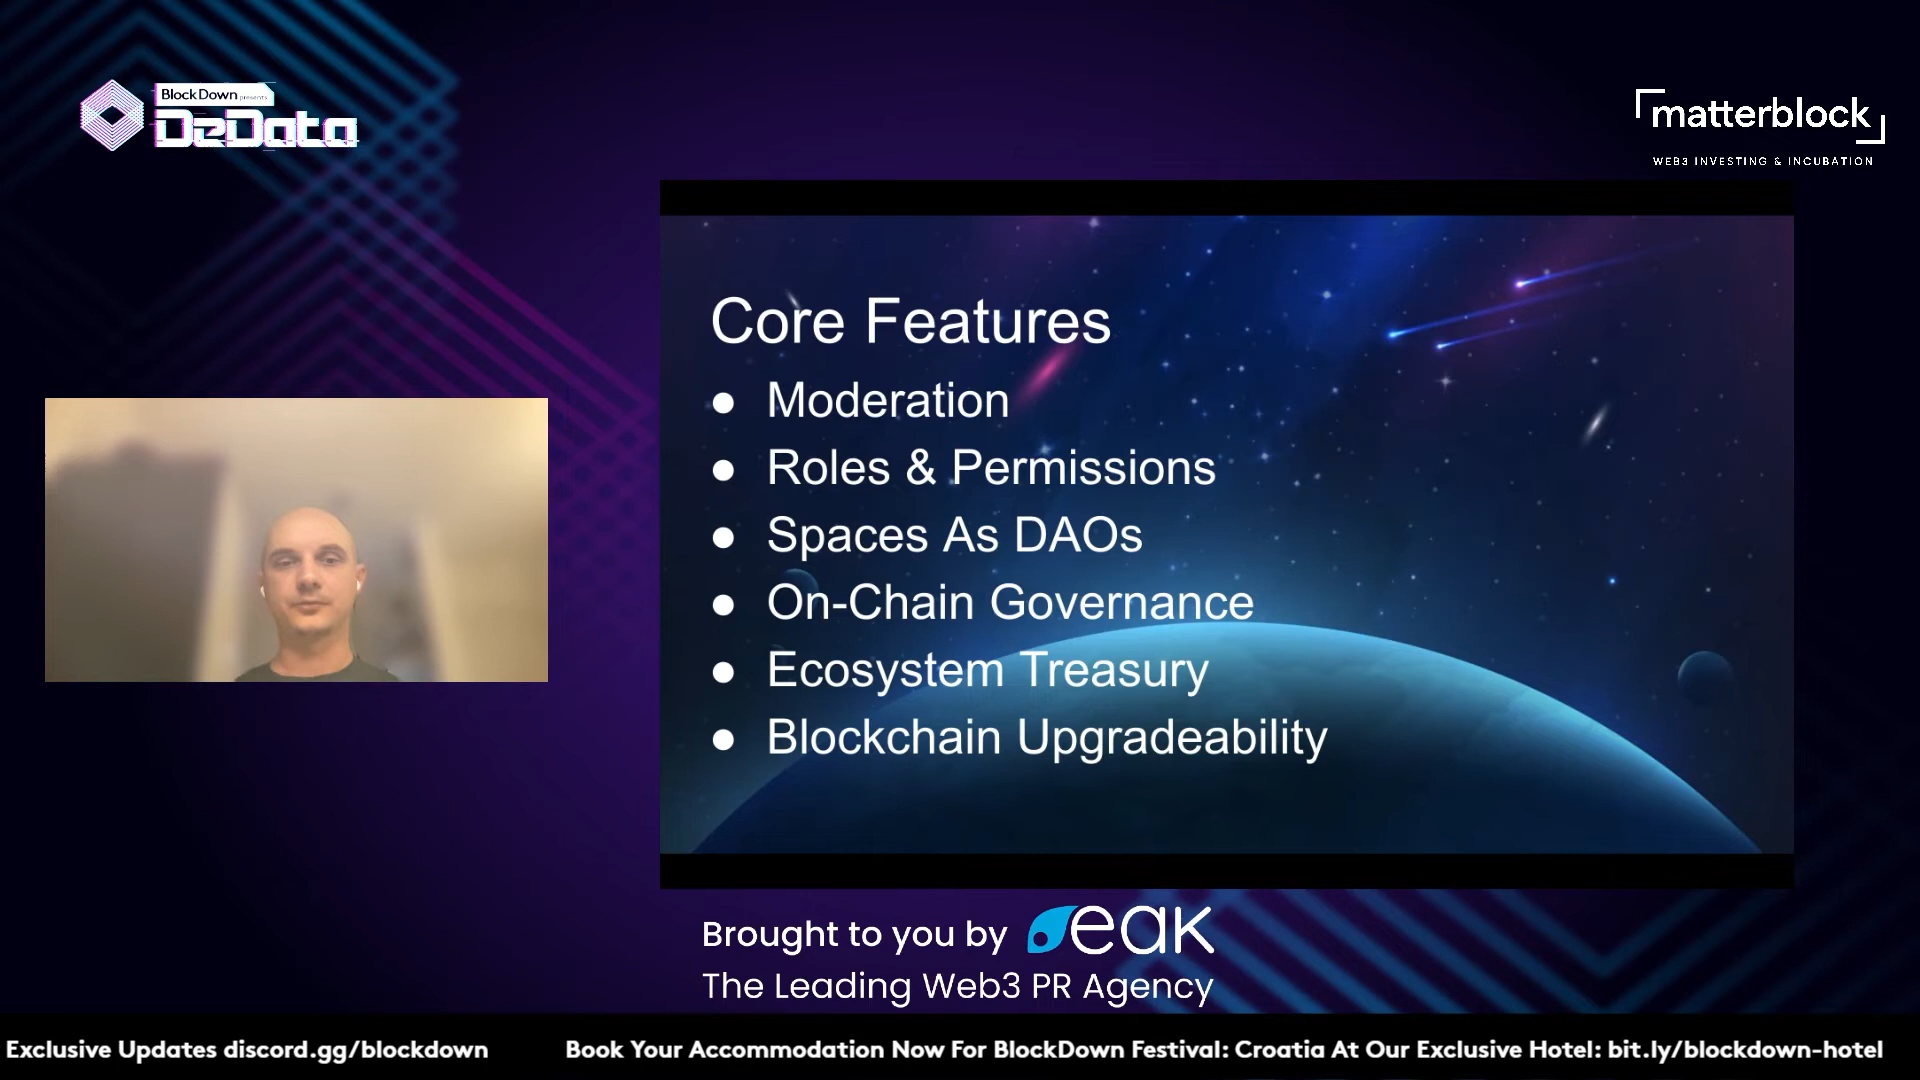 BlockDown presents
DeData
matterblock
WEB3 INVESTING & INCUBATION
Core Features
● Moderation
● Roles & Permissions
● Spaces As DAOs
● On-Chain Governance
● Ecosystem Treasury
● Blockchain Upgradeability
Brought to you by eak
The Leading Web3 PR Agency
Exclusive Updates discord.gg/blockdown Book Your Accommodation Now For BlockDown Festival: Croatia At Our Exclusive Hotel: bit.ly/blockdown-hotel